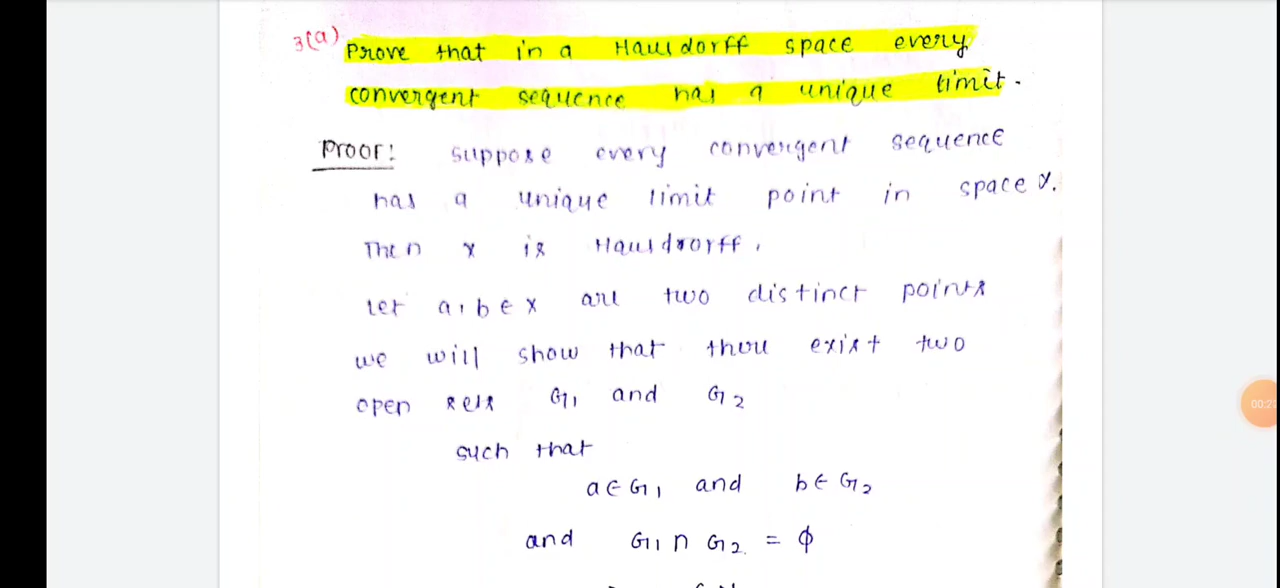 3(a) Prove that in a Hausdorff space every
convergent sequence has a unique limit.
Proof: suppose every convergent sequence
has a unique limit point in space X.
Then X is Hausdrorff.
Let a, b ∈ X are two distinct points
we will show that there exist two
open sets G1 and G2
such that
a ∈ G1 and b ∈ G2
and G1 ∩ G2 = ϕ